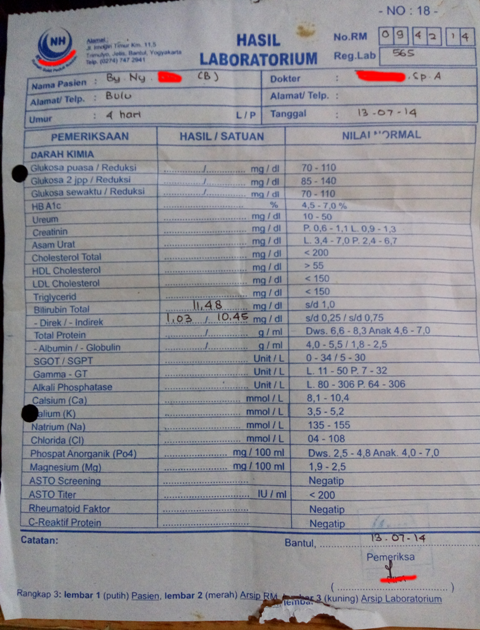 - NO : 18 -
NH
Alamat :
Jl. Imogiri Timur Km. 11,5
Trimulyo, Jetis, Bantul, Yogyakarta
Telp. (0274) 747 2941
HASIL
LABORATORIUM
No.RM 0 9 4 2 1 4
Reg.Lab 565
Nama Pasien : By Ny. (B)
Alamat/ Telp. : Bulu
Umur : 4 hari L / P
Dokter : .Sp.A
Alamat/ Telp. :
Tanggal : 13-07-14
PEMERIKSAAN HASIL / SATUAN NILAI NORMAL
DARAH KIMIA
Glukosa puasa / Reduksi / mg / dl 70 - 110
Glukosa 2 jpp / Reduksi / mg / dl 85 - 140
Glukosa sewaktu / Reduksi / mg / dl 70 - 110
HB A1c % 4,5 - 7,0 %
Ureum mg / dl 10 - 50
Creatinin mg / dl P. 0,6 - 1,1 L. 0,9 - 1,3
Asam Urat mg / dl L. 3,4 - 7,0 P. 2,4 - 6,7
Cholesterol Total mg / dl < 200
HDL Cholesterol mg / dl > 55
LDL Cholesterol mg / dl < 150
Triglycerid mg / dl < 150
Bilirubin Total 11,48 mg / dl s/d 1,0
- Direk / - Indirek 1,03 / 10.45 mg / dl s/d 0,25 / s/d 0,75
Total Protein / g / ml Dws. 6,6 - 8,3 Anak 4,6 - 7,0
- Albumin / - Globulin / g / ml 4,0 - 5,5 / 1,8 - 2,5
SGOT / SGPT Unit / L 0 - 34 / 5 - 30
Gamma - GT Unit / L L. 11 - 50 P. 7 - 32
Alkali Phosphatase Unit / L L. 80 - 306 P. 64 - 306
Calsium (Ca) mmol / L 8,1 - 10,4
alium (K) mmol / L 3,5 - 5,2
Natrium (Na) mmol / L 135 - 155
Chlorida (Cl) mmol / L 04 - 108
Phospat Anorganik (Po4) mg / 100 ml Dws. 2,5 - 4,8 Anak. 4,0 - 7,0
Magnesium (Mg) mg / 100 ml 1,9 - 2,5
ASTO Screening Negatip
ASTO Titer IU / ml < 200
Rheumatoid Faktor Negatip
C-Reaktif Protein Negatip
Catatan:
Bantul, 13-07-14
Pemeriksa
( )
Rangkap 3: lembar 1 (putih) Pasien, lembar 2 (merah) Arsip RM, lembar 3 (kuning) Arsip Laboratorium